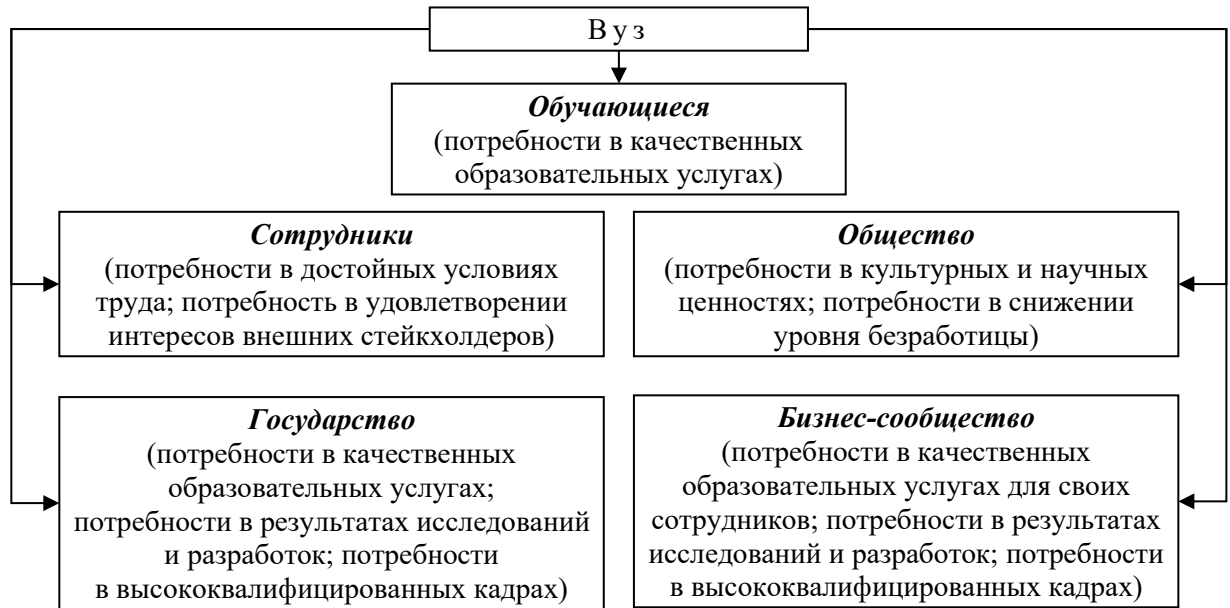 Вуз
Обучающиеся
(потребности в качественных
образовательных услугах)
Сотрудники
(потребности в достойных условиях
труда; потребность в удовлетворении
интересов внешних стейкхолдеров)
Общество
(потребности в культурных и научных
ценностях; потребности в снижении
уровня безработицы)
Государство
(потребности в качественных
образовательных услугах;
потребности в результатах исследований
и разработок; потребности
в высококвалифицированных кадрах)
Бизнес-сообщество
(потребности в качественных
образовательных услугах для своих
сотрудников; потребности в результатах
исследований и разработок; потребности
в высококвалифицированных кадрах)